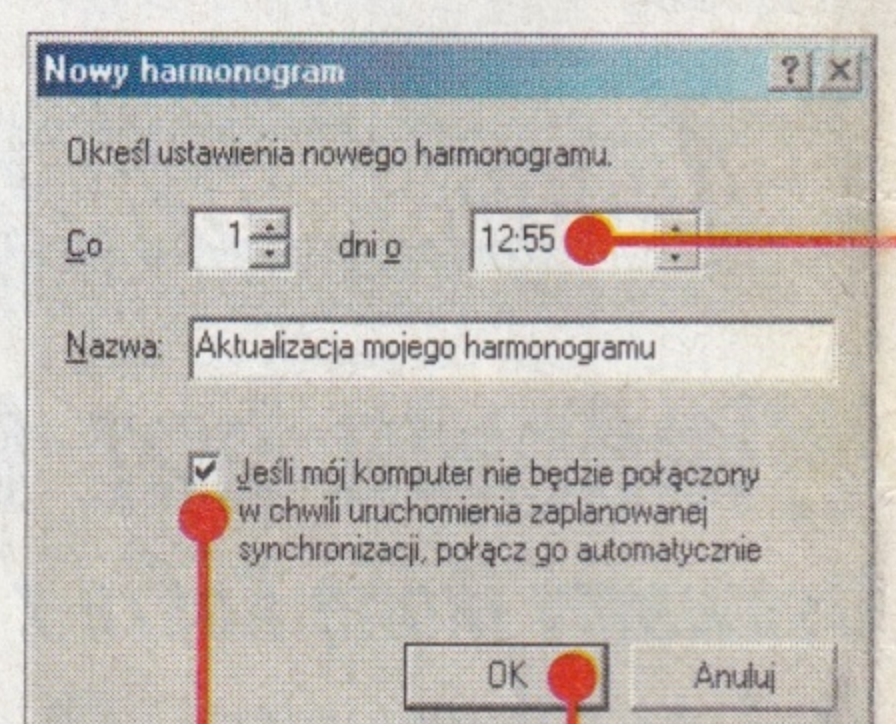 Nowy harmonogram
Określ ustawienia nowego harmonogramu.
Co 1 dni o 12:55
Nazwa: Aktualizacja mojego harmonogramu
Jeśli mój komputer nie będzie połączony
w chwili uruchomienia zaplanowanej
synchronizacji, połącz go automatycznie
OK Anuluj